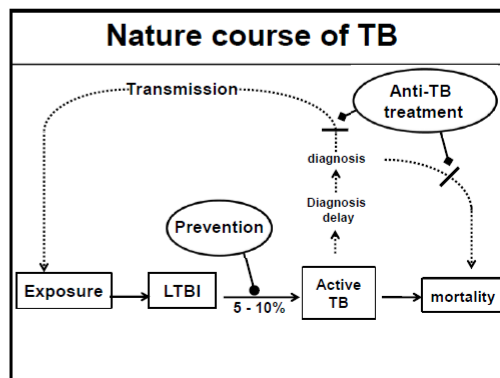 Nature course of TB
Transmission
Anti-TB
treatment
diagnosis
Diagnosis
delay
Prevention
Exposure
LTBI
5 - 10%
Active
TB
mortality